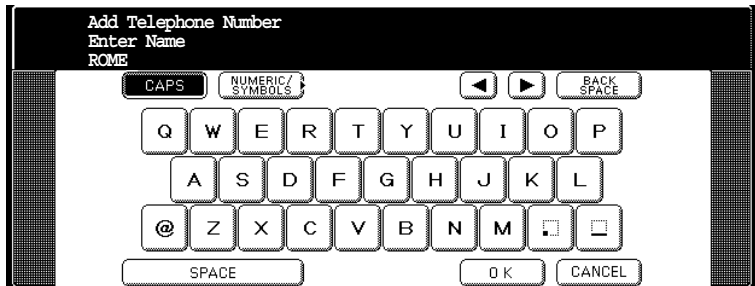 Add Telephone Number
Enter Name
ROME
CAPS NUMERIC/ SYMBOLS ◀ ▶ BACK SPACE
Q W E R T Y U I O P
A S D F G H J K L
@ Z X C V B N M . _
SPACE OK CANCEL